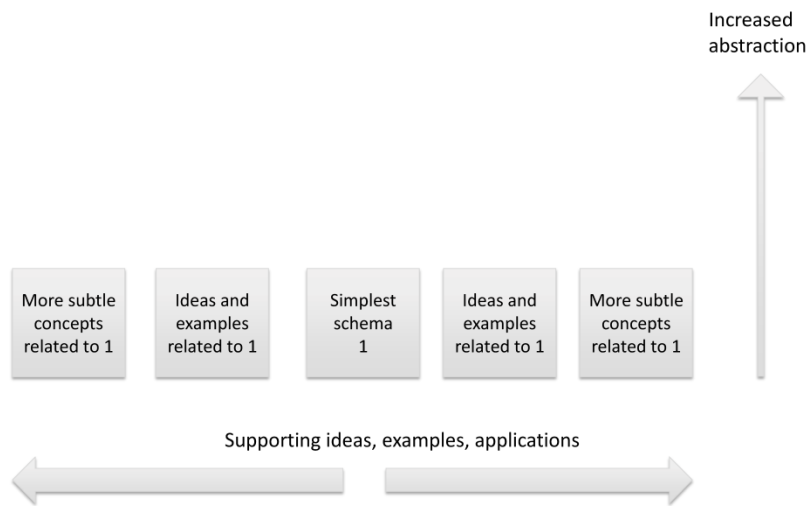 Increased
abstraction
More subtle
concepts
related to 1
Ideas and
examples
related to 1
Simplest
schema
1
Ideas and
examples
related to 1
More subtle
concepts
related to 1
Supporting ideas, examples, applications